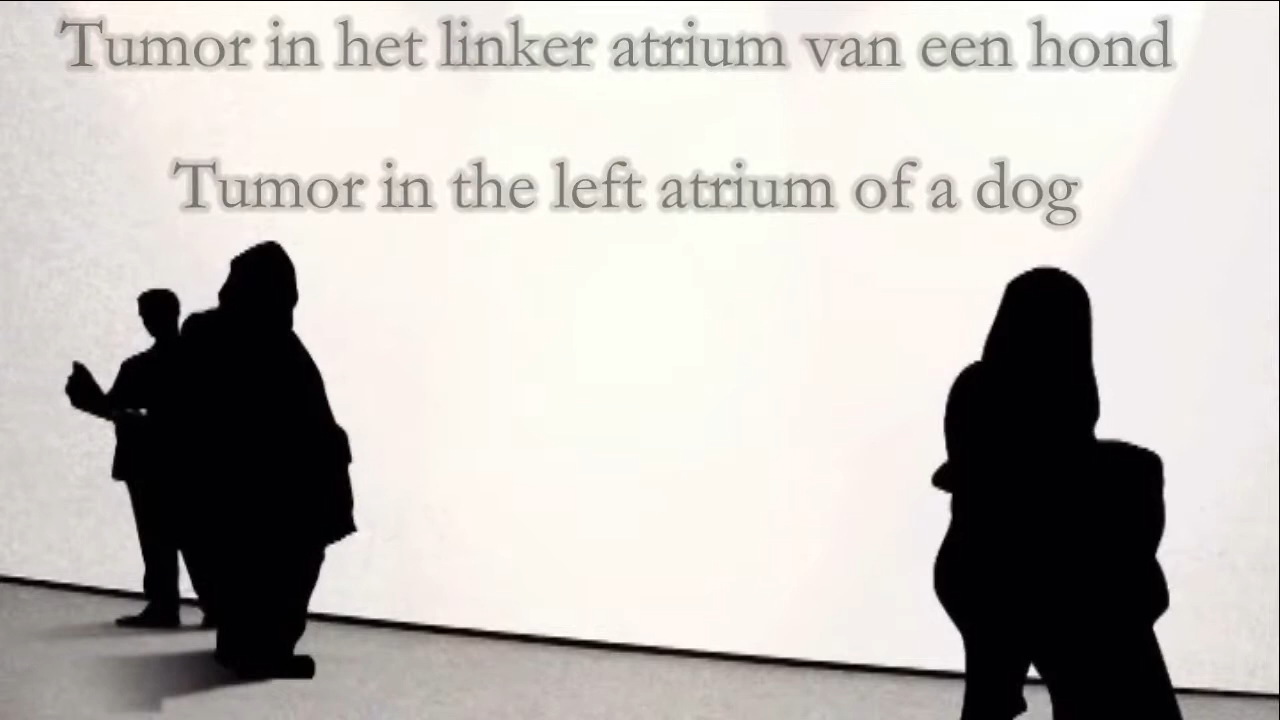 Tumor in het linker atrium van een hond
Tumor in the left atrium of a dog